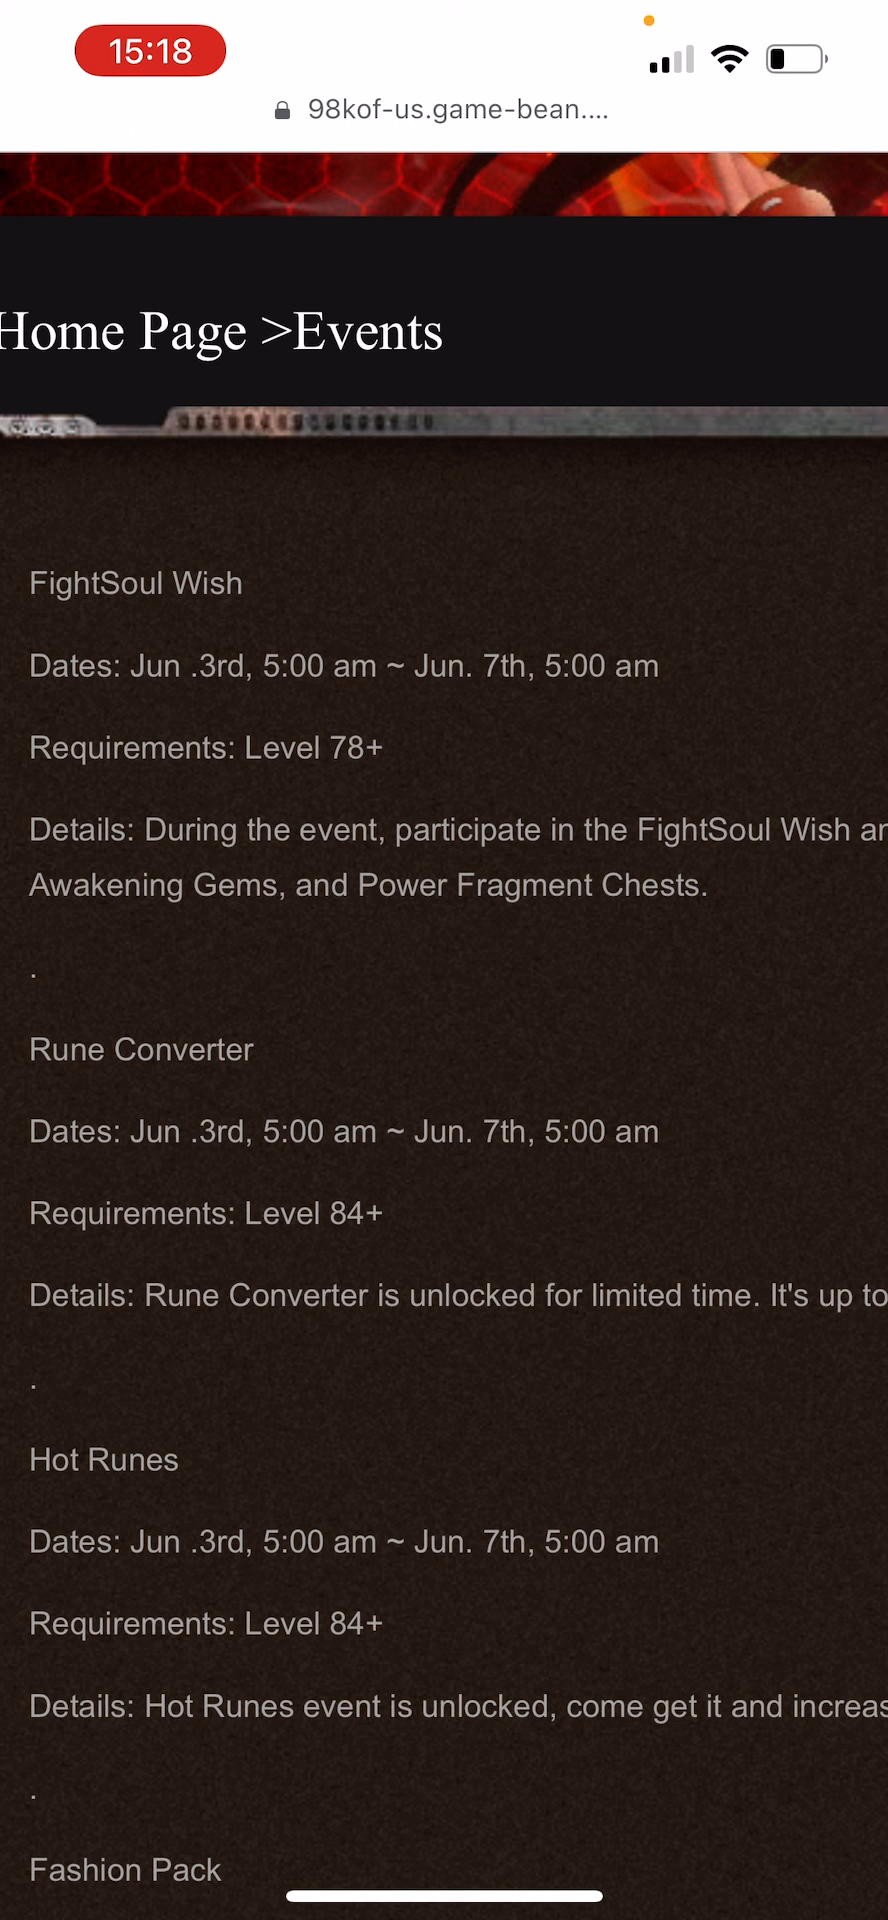 15:18
98kof-us.game-bean....
Home Page >Events
FightSoul Wish
Dates: Jun .3rd, 5:00 am ~ Jun. 7th, 5:00 am
Requirements: Level 78+
Details: During the event, participate in the FightSoul Wish
Awakening Gems, and Power Fragment Chests.
.
Rune Converter
Dates: Jun .3rd, 5:00 am ~ Jun. 7th, 5:00 am
Requirements: Level 84+
Details: Rune Converter is unlocked for limited time. It's up to
.
Hot Runes
Dates: Jun .3rd, 5:00 am ~ Jun. 7th, 5:00 am
Requirements: Level 84+
Details: Hot Runes event is unlocked, come get it and
.
Fashion Pack